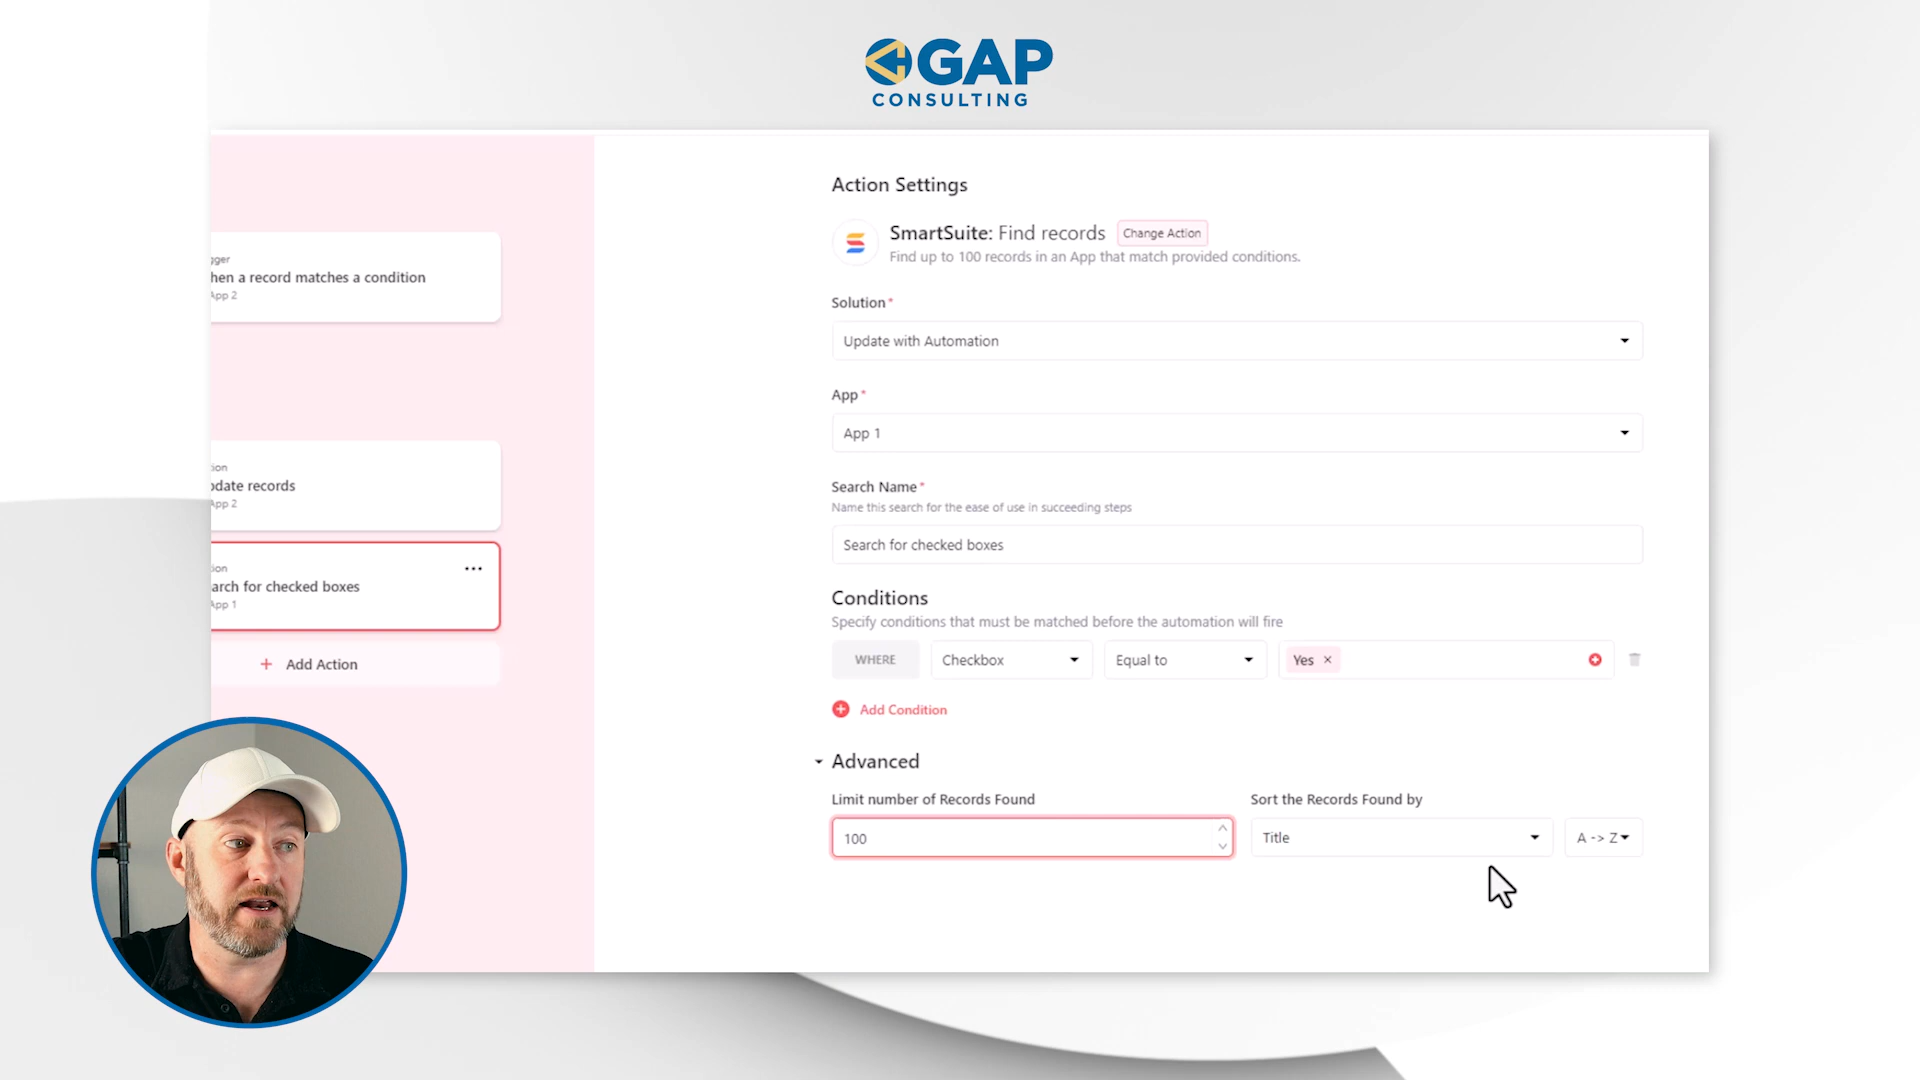 GAP
CONSULTING
gger
hen a record matches a condition
App 2
ion
pdate records
App 2
ion
arch for checked boxes
App 1
+ Add Action
Action Settings
SmartSuite: Find records Change Action
Find up to 100 records in an App that match provided conditions.
Solution*
Update with Automation
App*
App 1
Search Name*
Name this search for the ease of use in succeeding steps
Search for checked boxes
Conditions
Specify conditions that must be matched before the automation will fire
WHERE Checkbox Equal to Yes ×
Add Condition
Advanced
Limit number of Records Found Sort the Records Found by
100 Title A -> Z